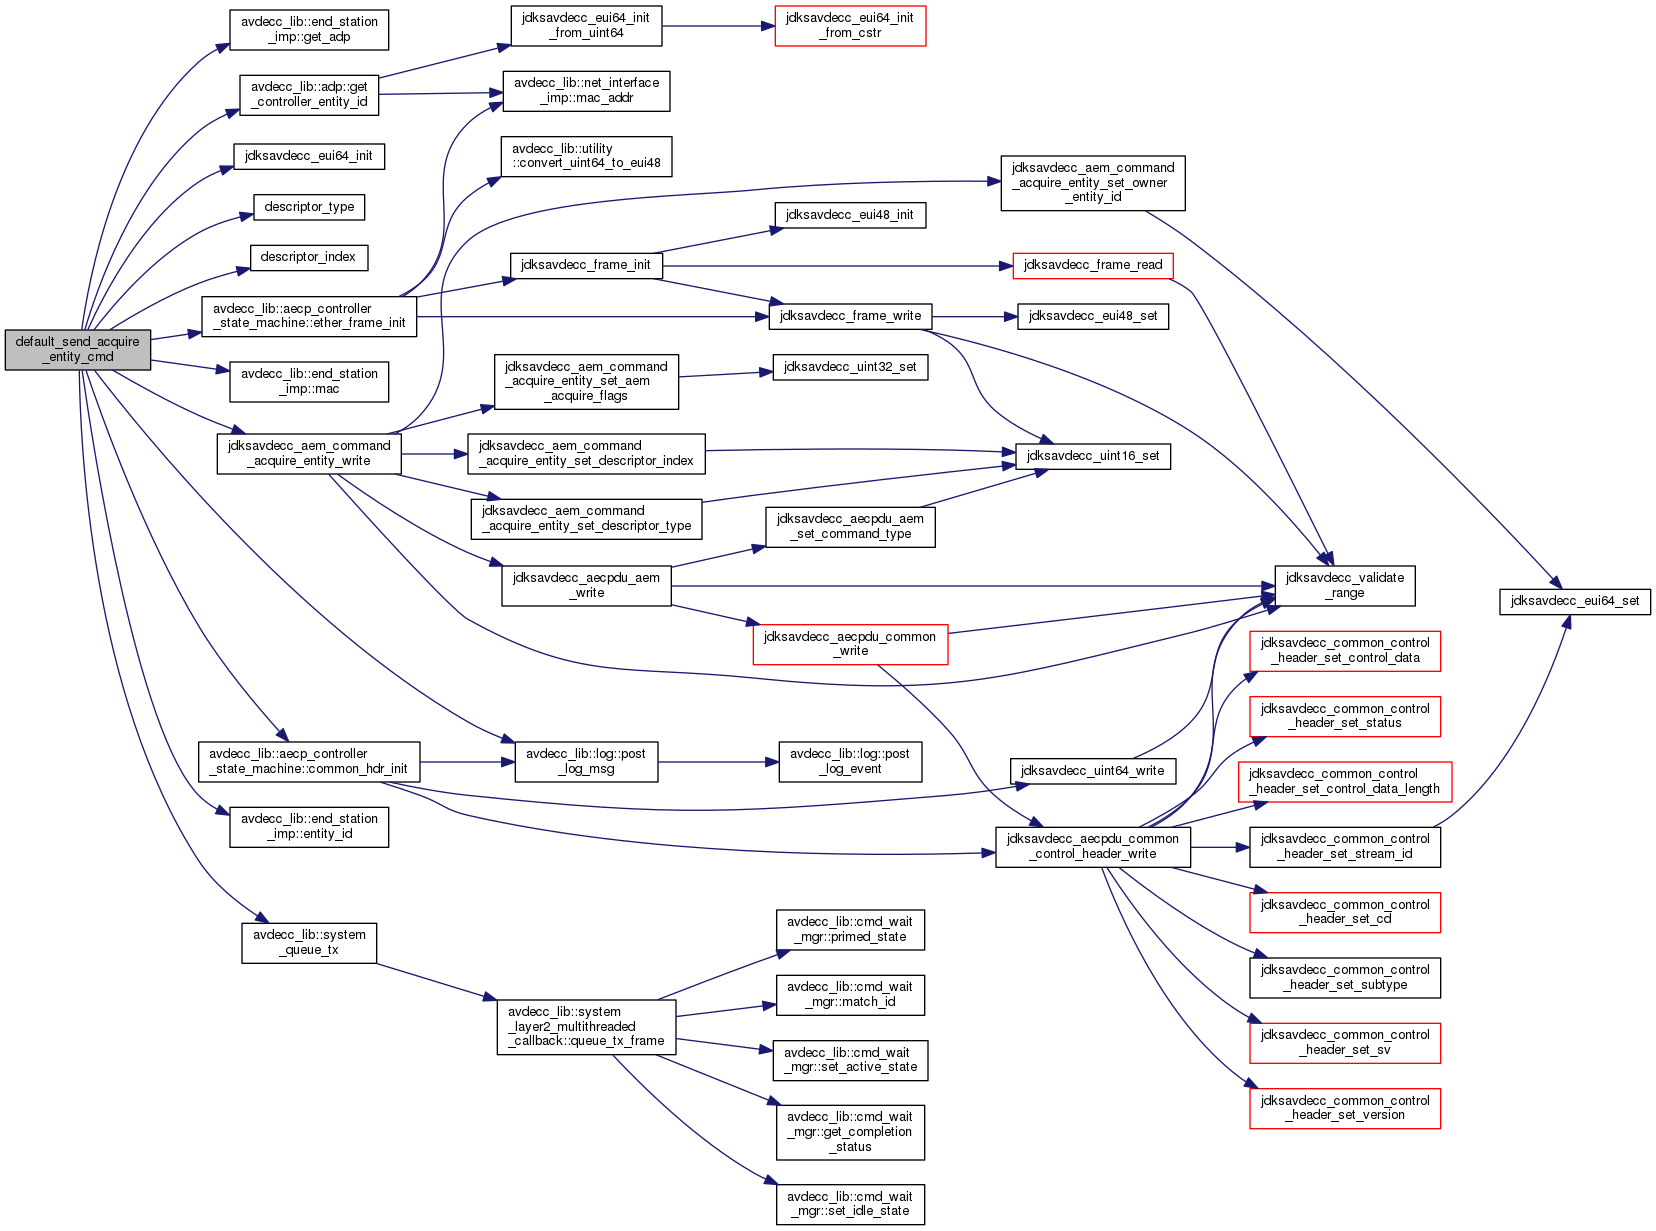 default_send_acquire
_entity_cmd
avdecc_lib::end_station
_imp::get_adp
avdecc_lib::adp::get
_controller_entity_id
jdksavdecc_eui64_init
descriptor_type
descriptor_index
avdecc_lib::aecp_controller
_state_machine::ether_frame_init
avdecc_lib::end_station
_imp::mac
jdksavdecc_aem_command
_acquire_entity_write
avdecc_lib::aecp_controller
_state_machine::common_hdr_init
avdecc_lib::end_station
_imp::entity_id
avdecc_lib::system
_queue_tx
jdksavdecc_eui64_init
_from_uint64
avdecc_lib::net_interface
_imp::mac_addr
avdecc_lib::utility
::convert_uint64_to_eui48
jdksavdecc_frame_init
jdksavdecc_aem_command
_acquire_entity_set_aem
_acquire_flags
jdksavdecc_aem_command
_acquire_entity_set_descriptor_index
jdksavdecc_aem_command
_acquire_entity_set_descriptor_type
jdksavdecc_aecpdu_aem
_write
avdecc_lib::log::post
_log_msg
avdecc_lib::system
_layer2_multithreaded
_callback::queue_tx_frame
jdksavdecc_eui64_init
_from_cstr
jdksavdecc_eui48_init
jdksavdecc_frame_write
jdksavdecc_uint32_set
jdksavdecc_aecpdu_aem
_set_command_type
jdksavdecc_aecpdu_common
_write
avdecc_lib::log::post
_log_event
avdecc_lib::cmd_wait
_mgr::primed_state
avdecc_lib::cmd_wait
_mgr::match_id
avdecc_lib::cmd_wait
_mgr::set_active_state
avdecc_lib::cmd_wait
_mgr::get_completion
_status
avdecc_lib::cmd_wait
_mgr::set_idle_state
jdksavdecc_aem_command
_acquire_entity_set_owner
_entity_id
jdksavdecc_frame_read
jdksavdecc_eui48_set
jdksavdecc_uint16_set
jdksavdecc_uint64_write
jdksavdecc_aecpdu_common
_control_header_write
jdksavdecc_validate
_range
jdksavdecc_common_control
_header_set_control_data
jdksavdecc_common_control
_header_set_status
jdksavdecc_common_control
_header_set_control_data_length
jdksavdecc_common_control
_header_set_stream_id
jdksavdecc_common_control
_header_set_cd
jdksavdecc_common_control
_header_set_subtype
jdksavdecc_common_control
_header_set_sv
jdksavdecc_common_control
_header_set_version
jdksavdecc_eui64_set